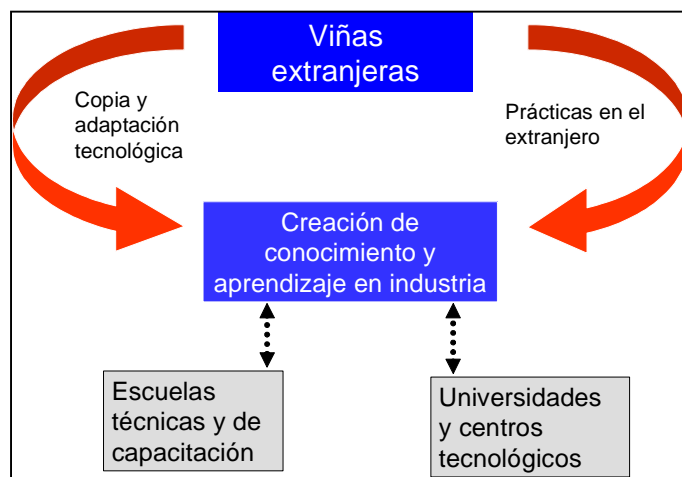 Viñas
extranjeras
Copia y
adaptación
tecnológica
Prácticas en el
extranjero
Creación de
conocimiento y
aprendizaje en industria
Escuelas
técnicas y de
capacitación
Universidades
y centros
tecnológicos